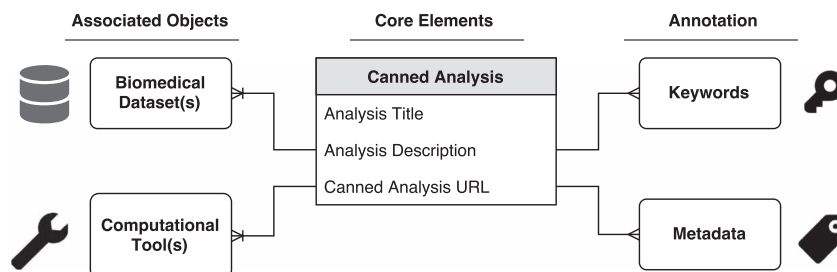 Associated Objects
Core Elements
Annotation
Biomedical
Dataset(s)
Canned Analysis
Analysis Title
Analysis Description
Canned Analysis URL
Keywords
Computational
Tool(s)
Metadata